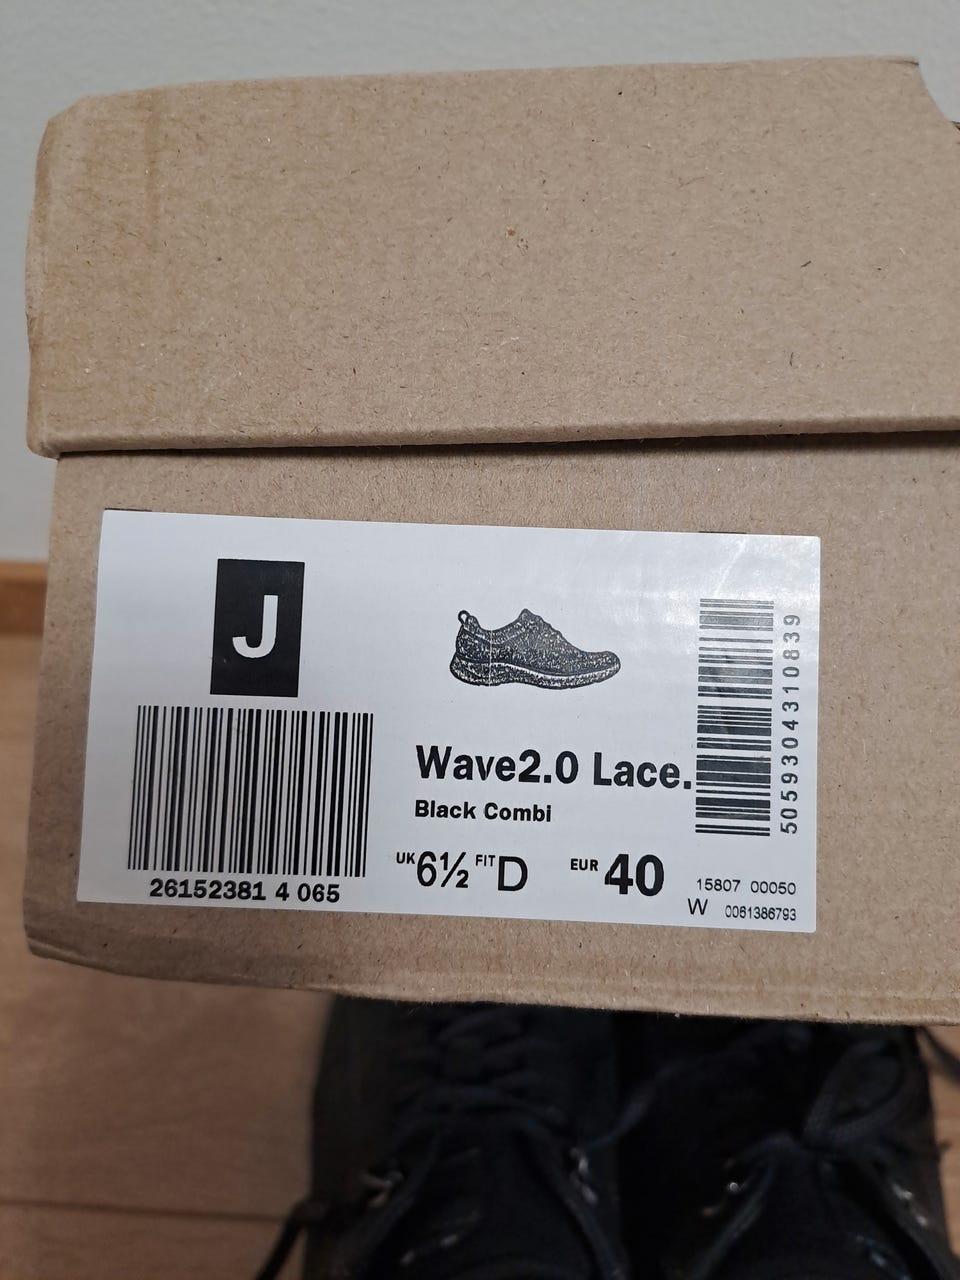 J
26152381 4 065
Wave2.0 Lace.
Black Combi
UK 6½ FIT D EUR 40
5059304310839
15807 00050
W 0061386793